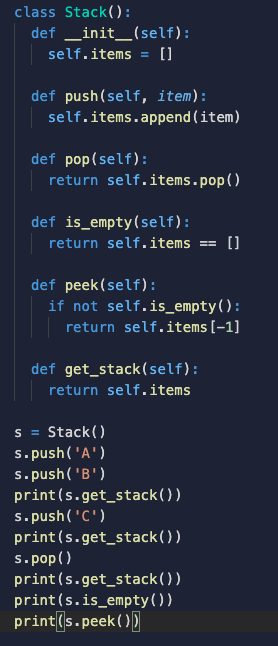 class Stack():
  def __init__(self):
    self.items = []

  def push(self, item):
    self.items.append(item)

  def pop(self):
    return self.items.pop()

  def is_empty(self):
    return self.items == []

  def peek(self):
    if not self.is_empty():
      return self.items[-1]

  def get_stack(self):
    return self.items

s = Stack()
s.push('A')
s.push('B')
print(s.get_stack())
s.push('C')
print(s.get_stack())
s.pop()
print(s.get_stack())
print(s.is_empty())
print(s.peek())